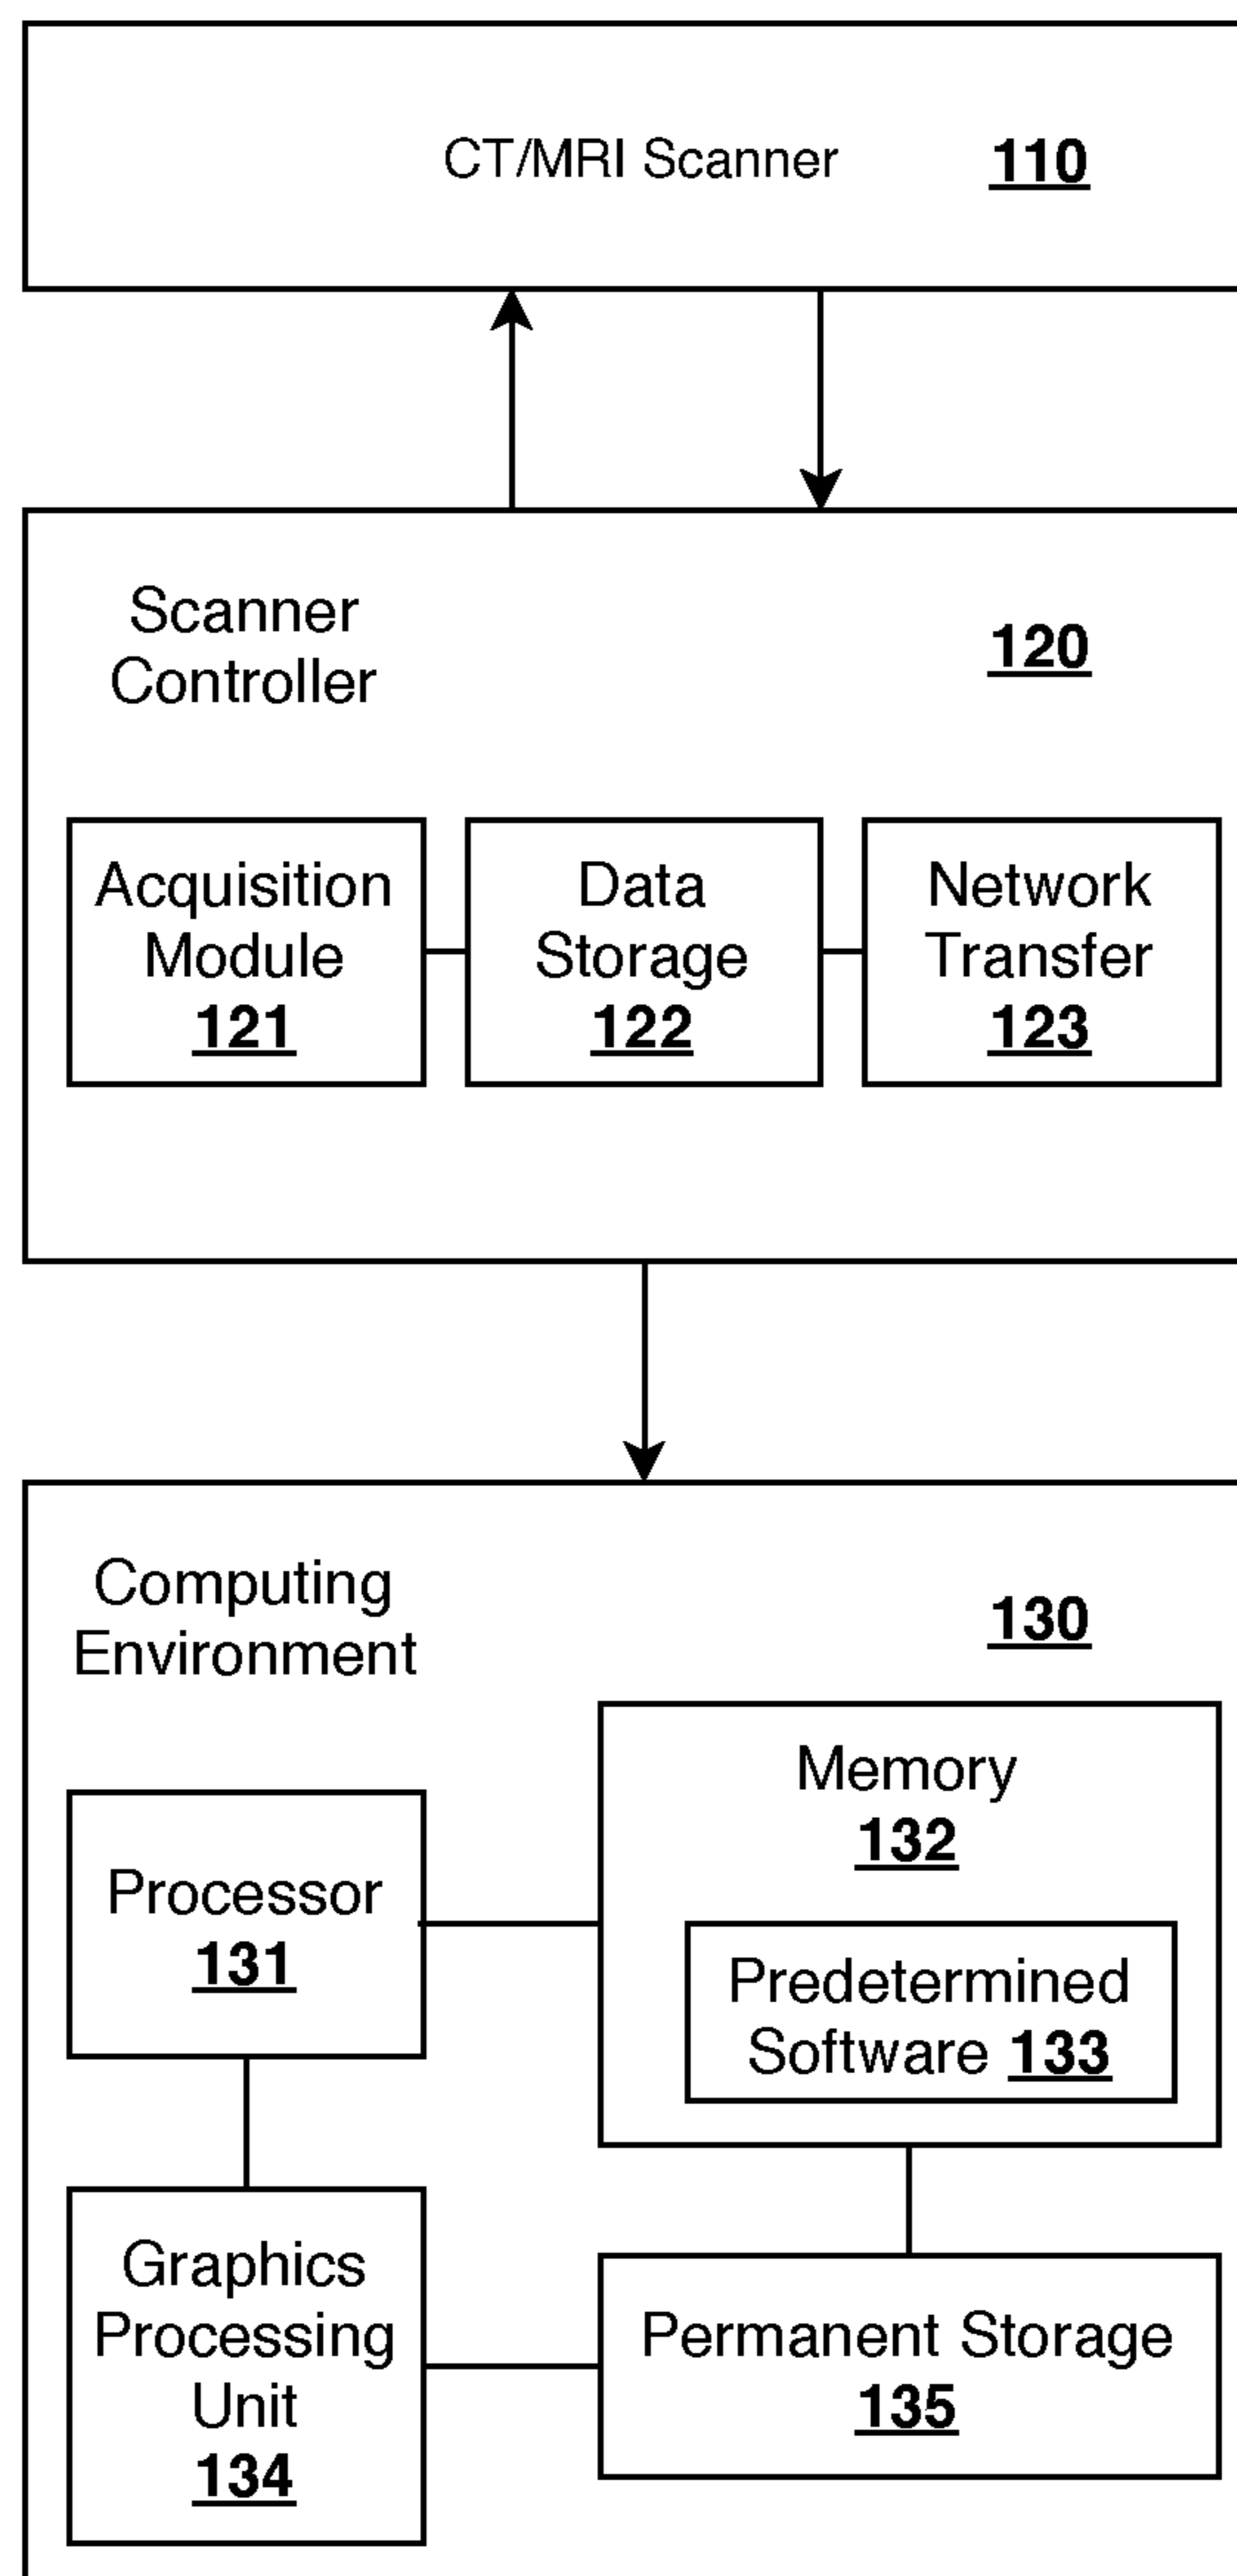 CT/MRI Scanner 110
Scanner
Controller
120
Acquisition
Module
121
Data
Storage
122
Network
Transfer
123
Computing
Environment
130
Memory
132
Processor
131
Predetermined
Software 133
Graphics
Processing
Unit
134
Permanent Storage
135